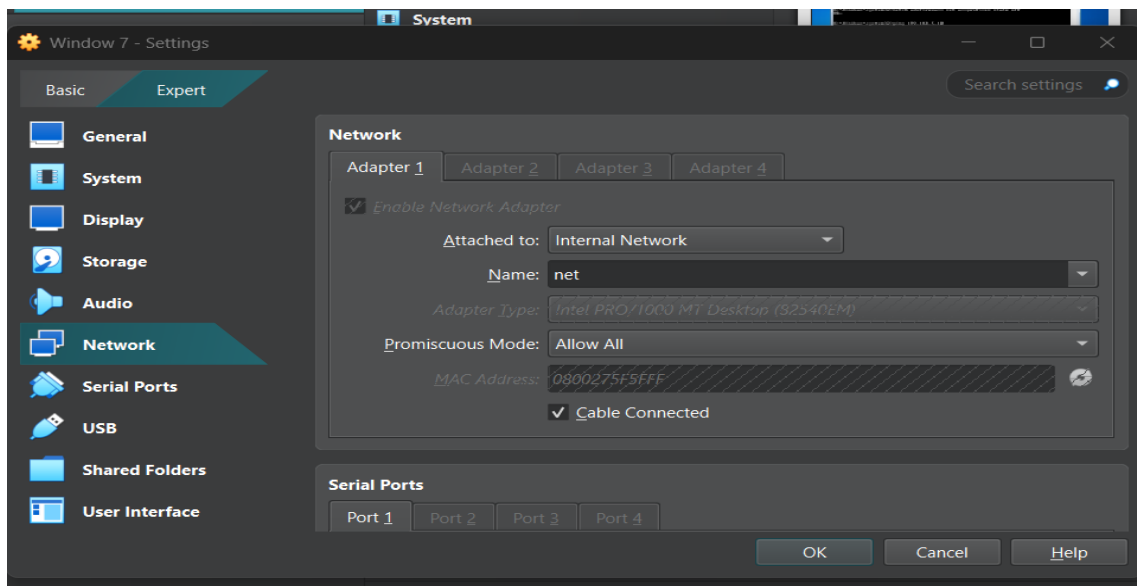 System
Window 7 - Settings
Basic
Expert
Search settings
General
System
Display
Storage
Audio
Network
Serial Ports
USB
Shared Folders
User Interface
Network
Adapter 1
Adapter 2
Adapter 3
Adapter 4
Enable Network Adapter
Attached to: Internal Network
Name: net
Adapter Type: Intel PRO/1000 MT Desktop (82540EM)
Promiscuous Mode: Allow All
MAC Address: 0800275F5FFF
Cable Connected
Serial Ports
Port 1
Port 2
Port 3
Port 4
OK
Cancel
Help